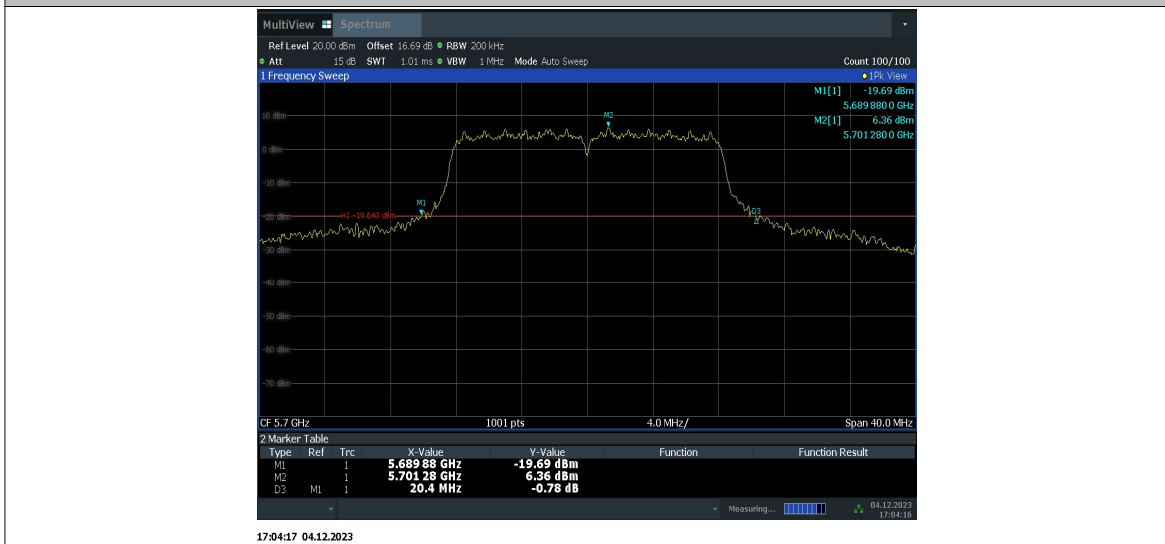 MultiView Spectrum
Ref Level 20.00 dBm Offset 16.69 dB RBW 200 kHz
Att 15 dB SWT 1.01 ms VBW 1 MHz Mode Auto Sweep Count 100/100
1 Frequency Sweep 1Pk View
M1[1] -19.69 dBm
5.689 880 0 GHz
M2[1] 6.36 dBm
5.701 280 0 GHz
10 dBm
M2
0 dBm
-10 dBm
M1
-20 dBm H1 -19.640 dBm D3
-30 dBm
-40 dBm
-50 dBm
-60 dBm
-70 dBm
CF 5.7 GHz 1001 pts 4.0 MHz/ Span 40.0 MHz
2 Marker Table
Type Ref Trc X-Value Y-Value Function Function Result
M1 1 5.689 88 GHz -19.69 dBm
M2 1 5.701 28 GHz 6.36 dBm
D3 M1 1 20.4 MHz -0.78 dB
Measuring... 04.12.2023
17:04:16
17:04:17 04.12.2023